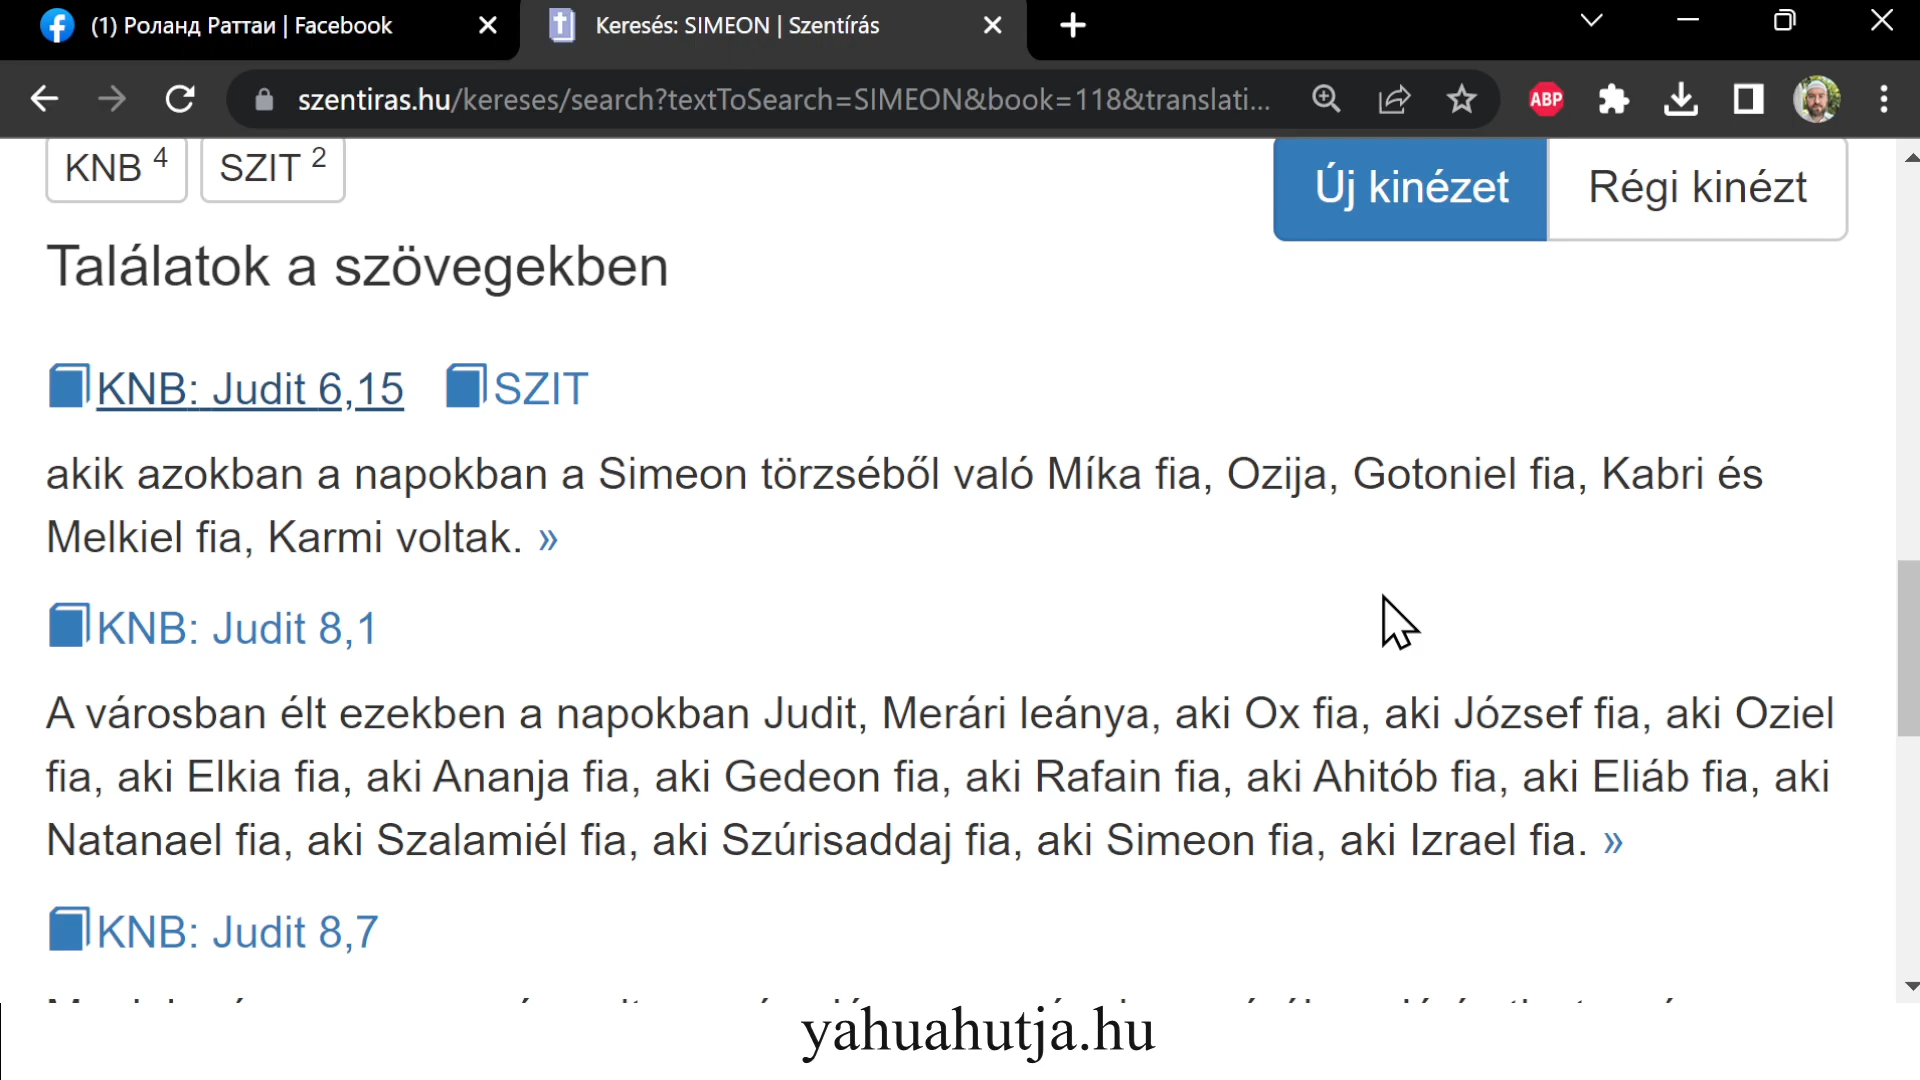 (1) Роланд Раттаи | Facebook
Keresés: SIMEON | Szentírás
szentiras.hu/kereses/search?textToSearch=SIMEON&book=118&translati...
ABP
KNB 4
SZIT 2
Új kinézet
Régi kinézt
Találatok a szövegekben
KNB: Judit 6,15 SZIT
akik azokban a napokban a Simeon törzséből való Míka fia, Ozija, Gotoniel fia, Kabri és
Melkiel fia, Karmi voltak. »
KNB: Judit 8,1
A városban élt ezekben a napokban Judit, Merári leánya, aki Ox fia, aki József fia, aki Oziel
fia, aki Elkia fia, aki Ananja fia, aki Gedeon fia, aki Rafain fia, aki Ahitób fia, aki Eliáb fia, aki
Natanael fia, aki Szalamiél fia, aki Szúrisaddaj fia, aki Simeon fia, aki Izrael fia. »
KNB: Judit 8,7
yahuahutja.hu